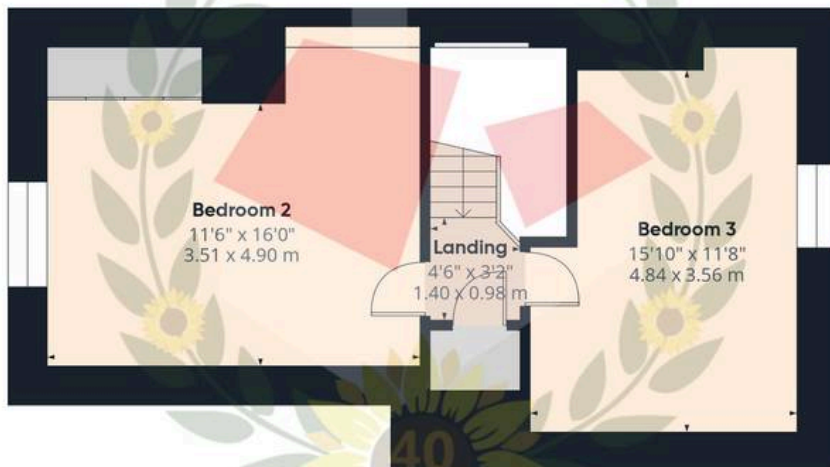 Bedroom 2
11'6" x 16'0"
3.51 x 4.90 m
Landing
4'6" x 3'2"
1.40 x 0.98 m
Bedroom 3
15'10" x 11'8"
4.84 x 3.56 m
40